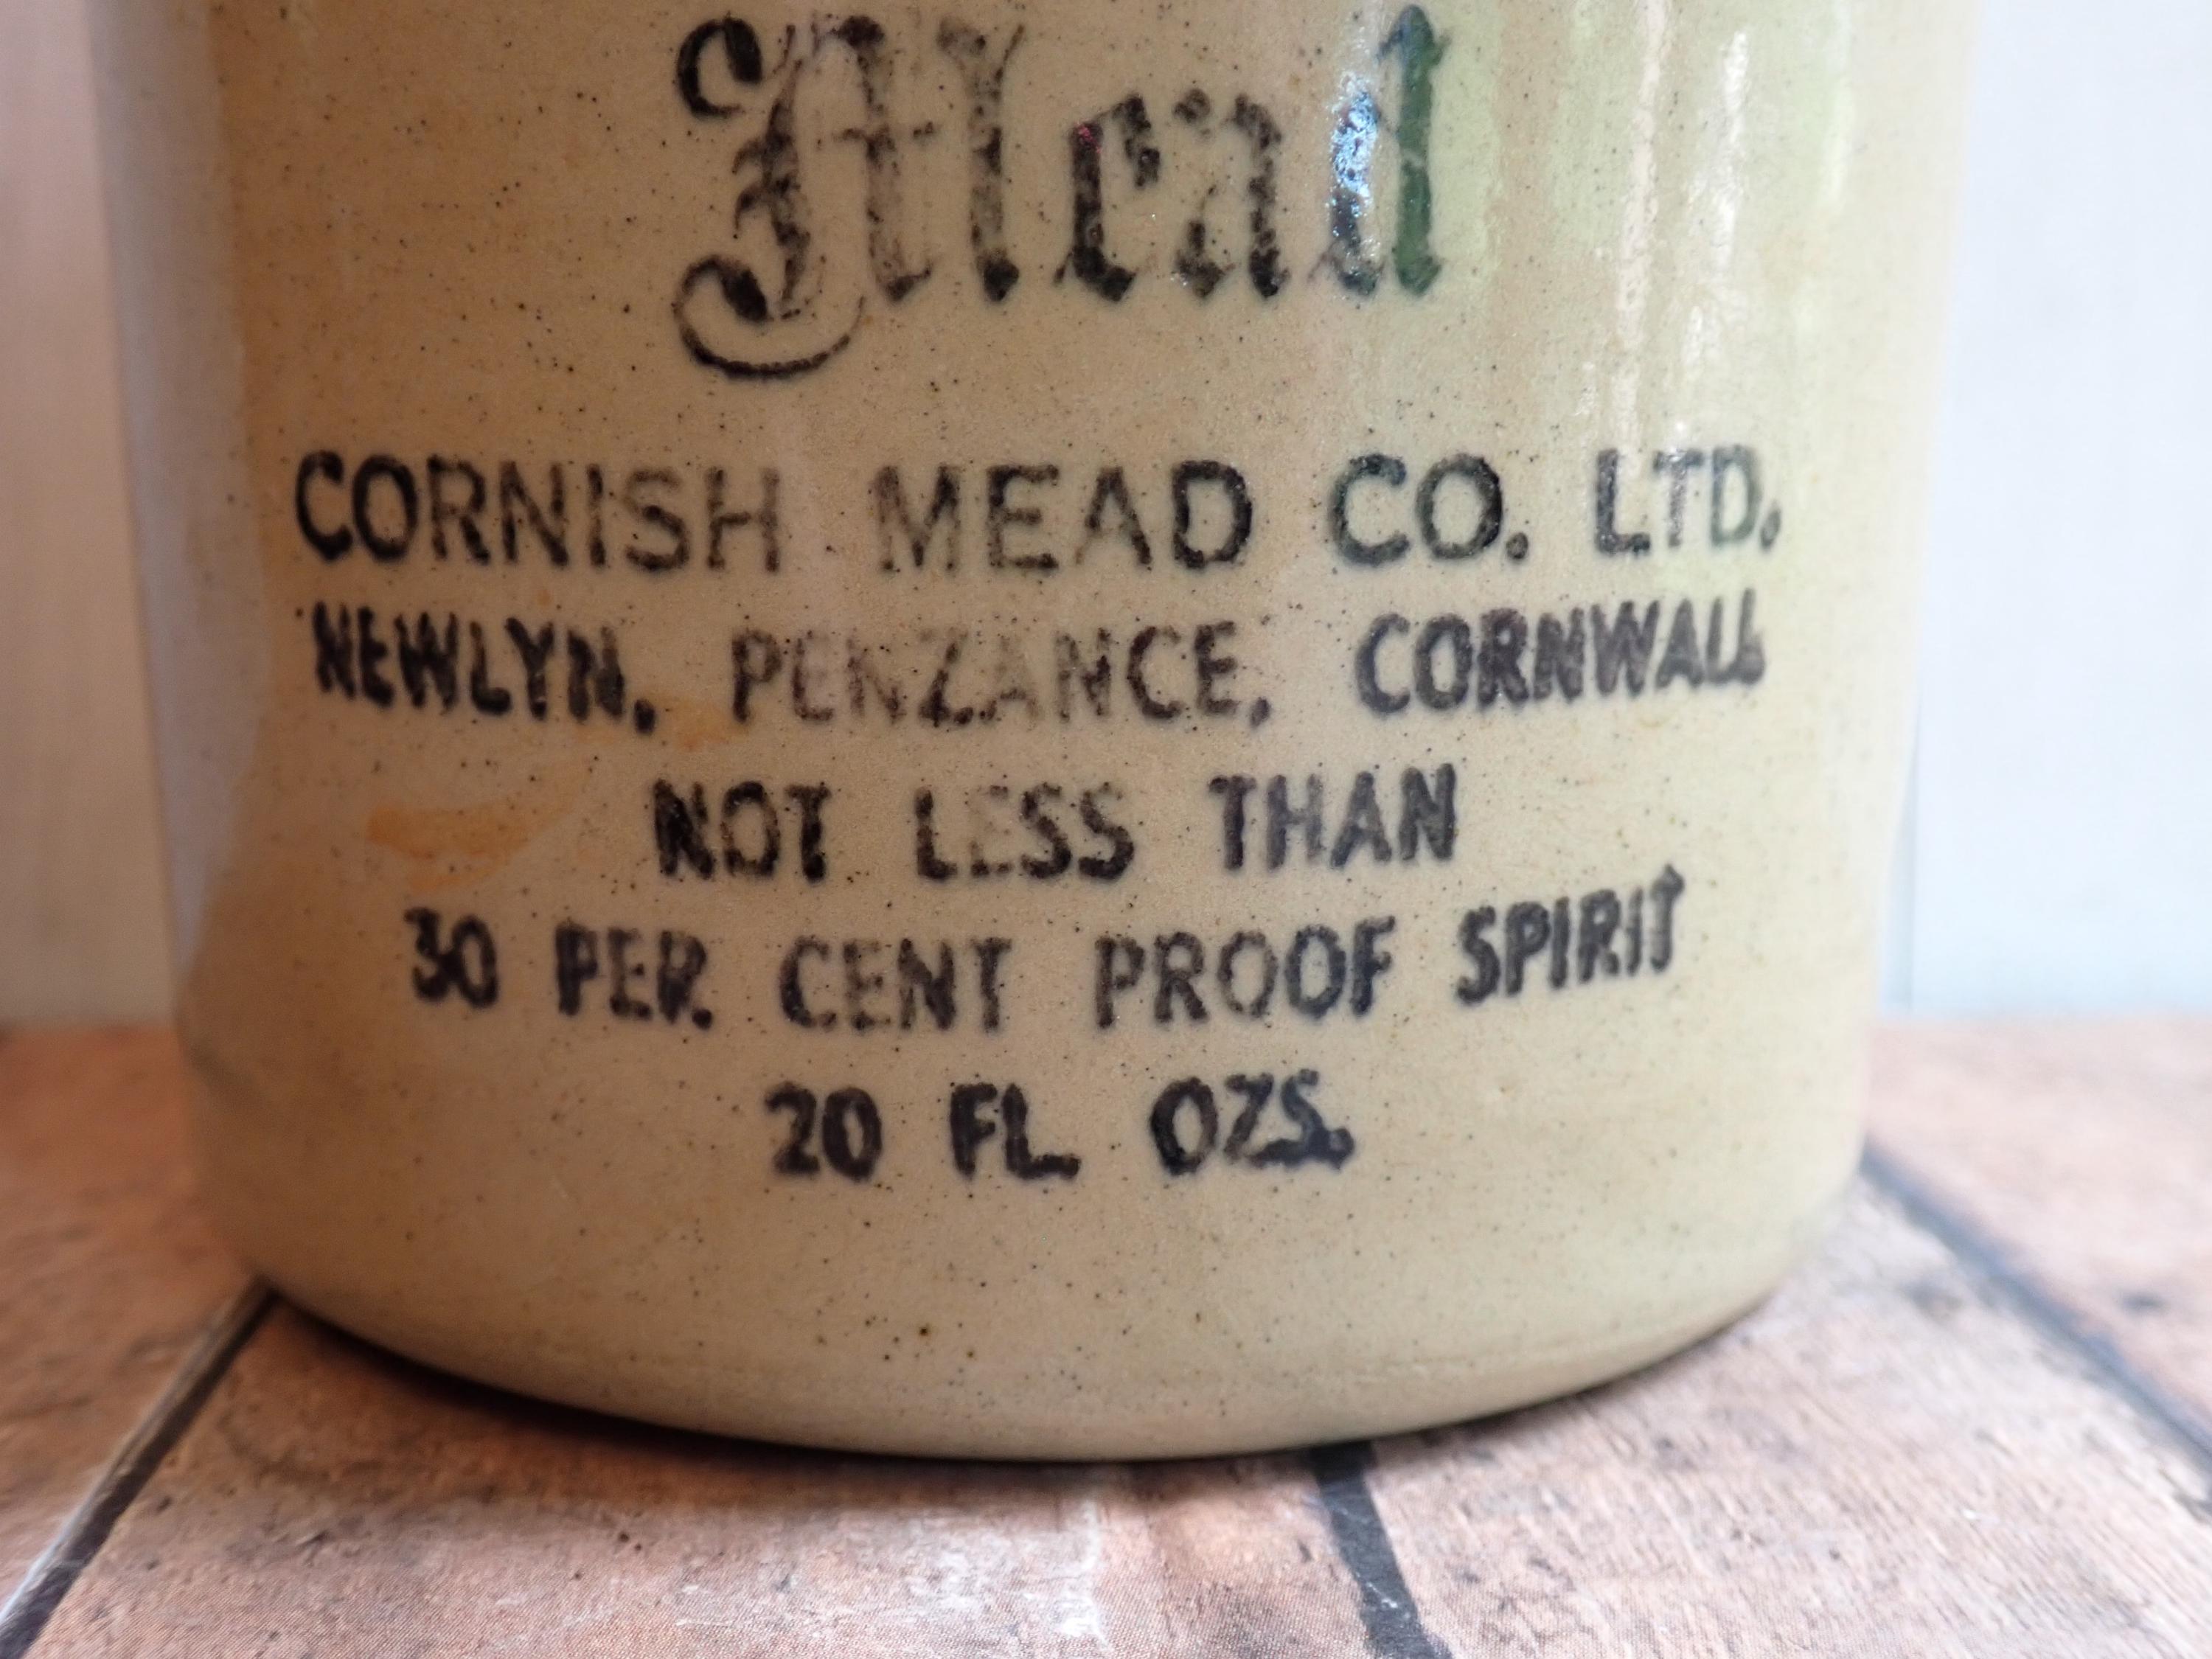 Mead
CORNISH MEAD CO. LTD.
NEWLYN, PENZANCE, CORNWALL
NOT LESS THAN
30 PER. CENT PROOF SPIRIT
20 FL. OZS.